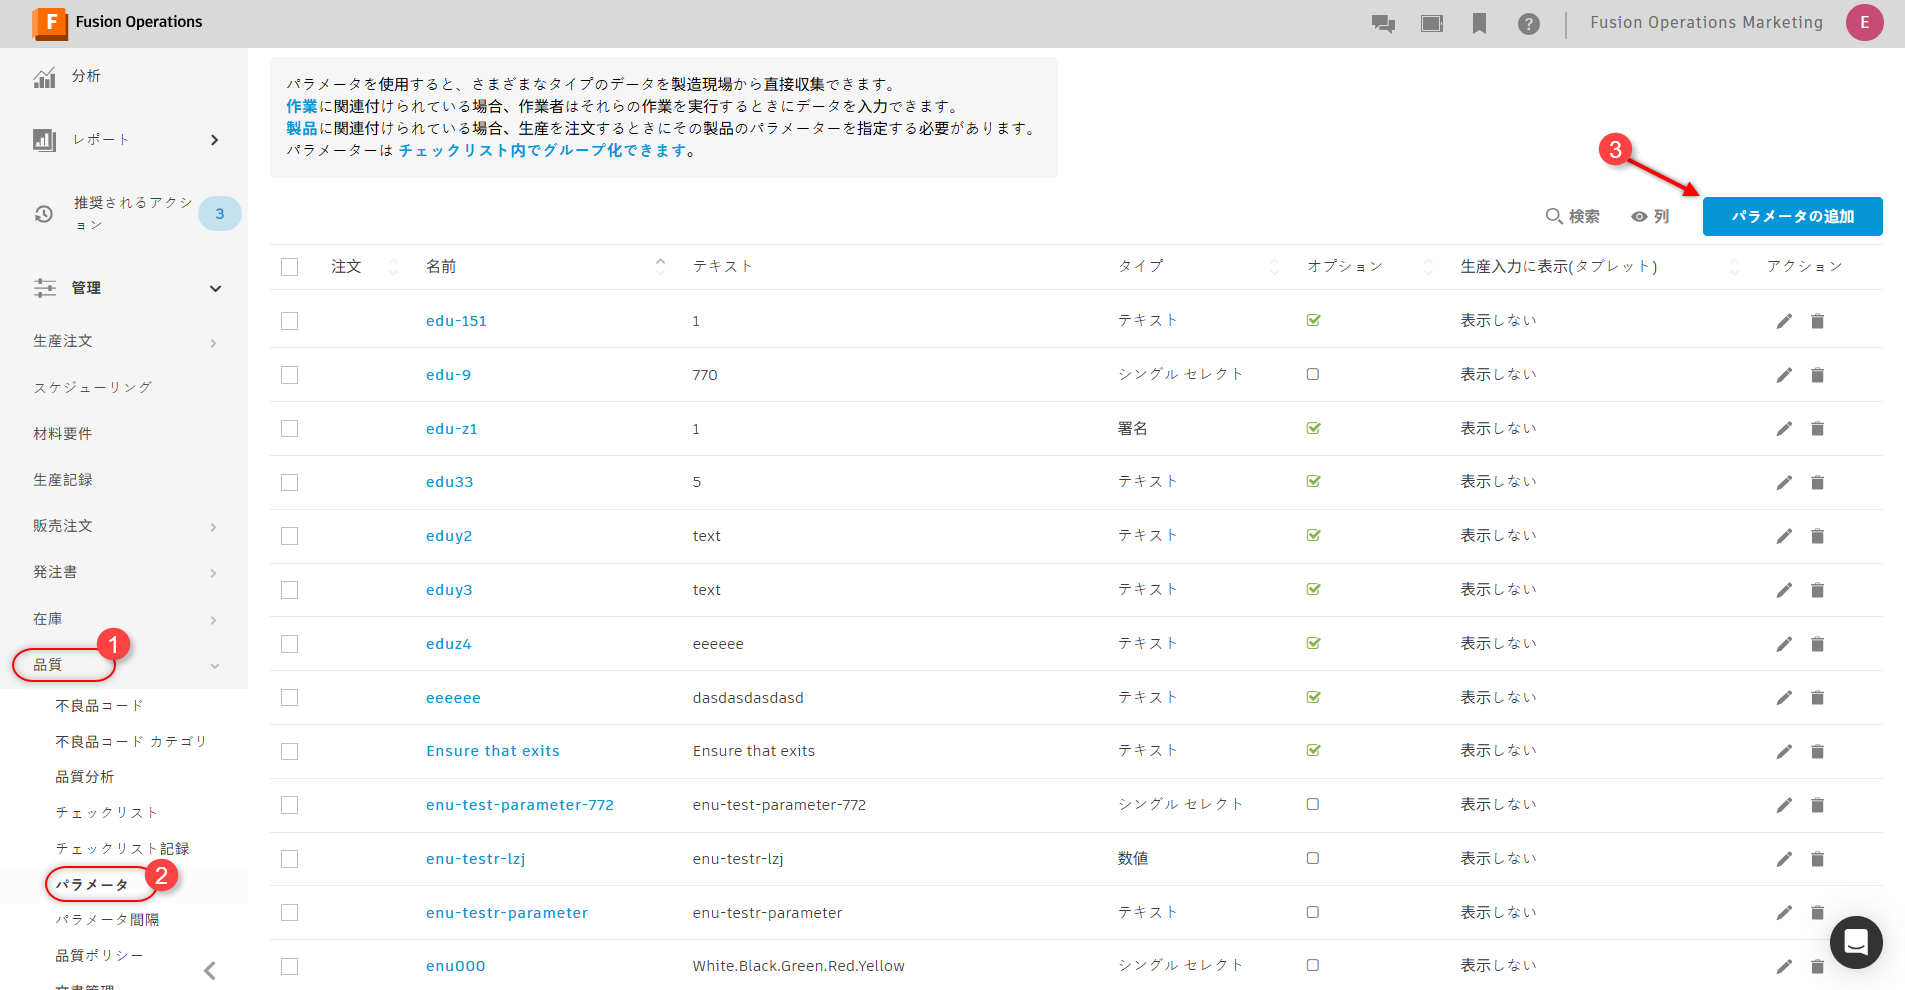 F Fusion Operations
Fusion Operations Marketing
E
分析
レポート
推奨されるアクシ
ョン
3
管理
生産注文
スケジューリング
材料要件
生産記録
販売注文
発注書
在庫
1
品質
不良品コード
不良品コード カテゴリ
品質分析
チェックリスト
チェックリスト記録
2
パラメータ
パラメータ間隔
品質ポリシー
文書管理
パラメータを使用すると、さまざまなタイプのデータを製造現場から直接収集できます。
作業に関連付けられている場合、作業者はそれらの作業を実行するときにデータを入力できます。
製品に関連付けられている場合、生産を注文するときにその製品のパラメーターを指定する必要があります。
パラメーターは チェックリスト内でグループ化できます。
3
検索 列 パラメータの追加
注文 名前 テキスト タイプ オプション 生産入力に表示(タブレット) アクション
edu-151 1 テキスト 表示しない
edu-9 770 シングル セレクト 表示しない
edu-z1 1 署名 表示しない
edu33 5 テキスト 表示しない
eduy2 text テキスト 表示しない
eduy3 text テキスト 表示しない
eduz4 eeeeee テキスト 表示しない
eeeeee dasdasdasdasd テキスト 表示しない
Ensure that exits Ensure that exits テキスト 表示しない
enu-test-parameter-772 enu-test-parameter-772 シングル セレクト 表示しない
enu-testr-lzj enu-testr-lzj 数値 表示しない
enu-testr-parameter enu-testr-parameter テキスト 表示しない
enu000 White.Black.Green.Red.Yellow シングル セレクト 表示しない